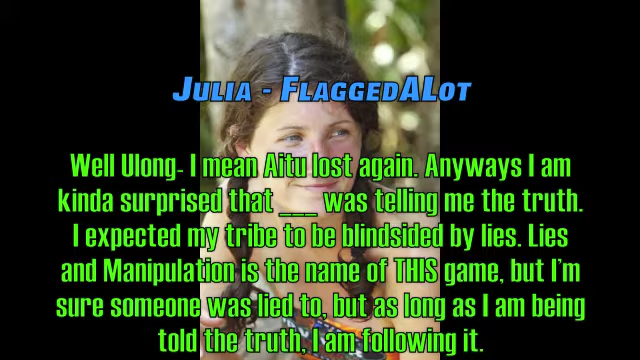 Julia - FlaggedALot
Well Ulong- I mean Aitu lost again. Anyways I am
kinda surprised that ___ was telling me the truth.
I expected my tribe to be blindsided by lies. Lies
and Manipulation is the name of THIS game, but I'm
sure someone was lied to, but as long as I am being
told the truth, I am following it.